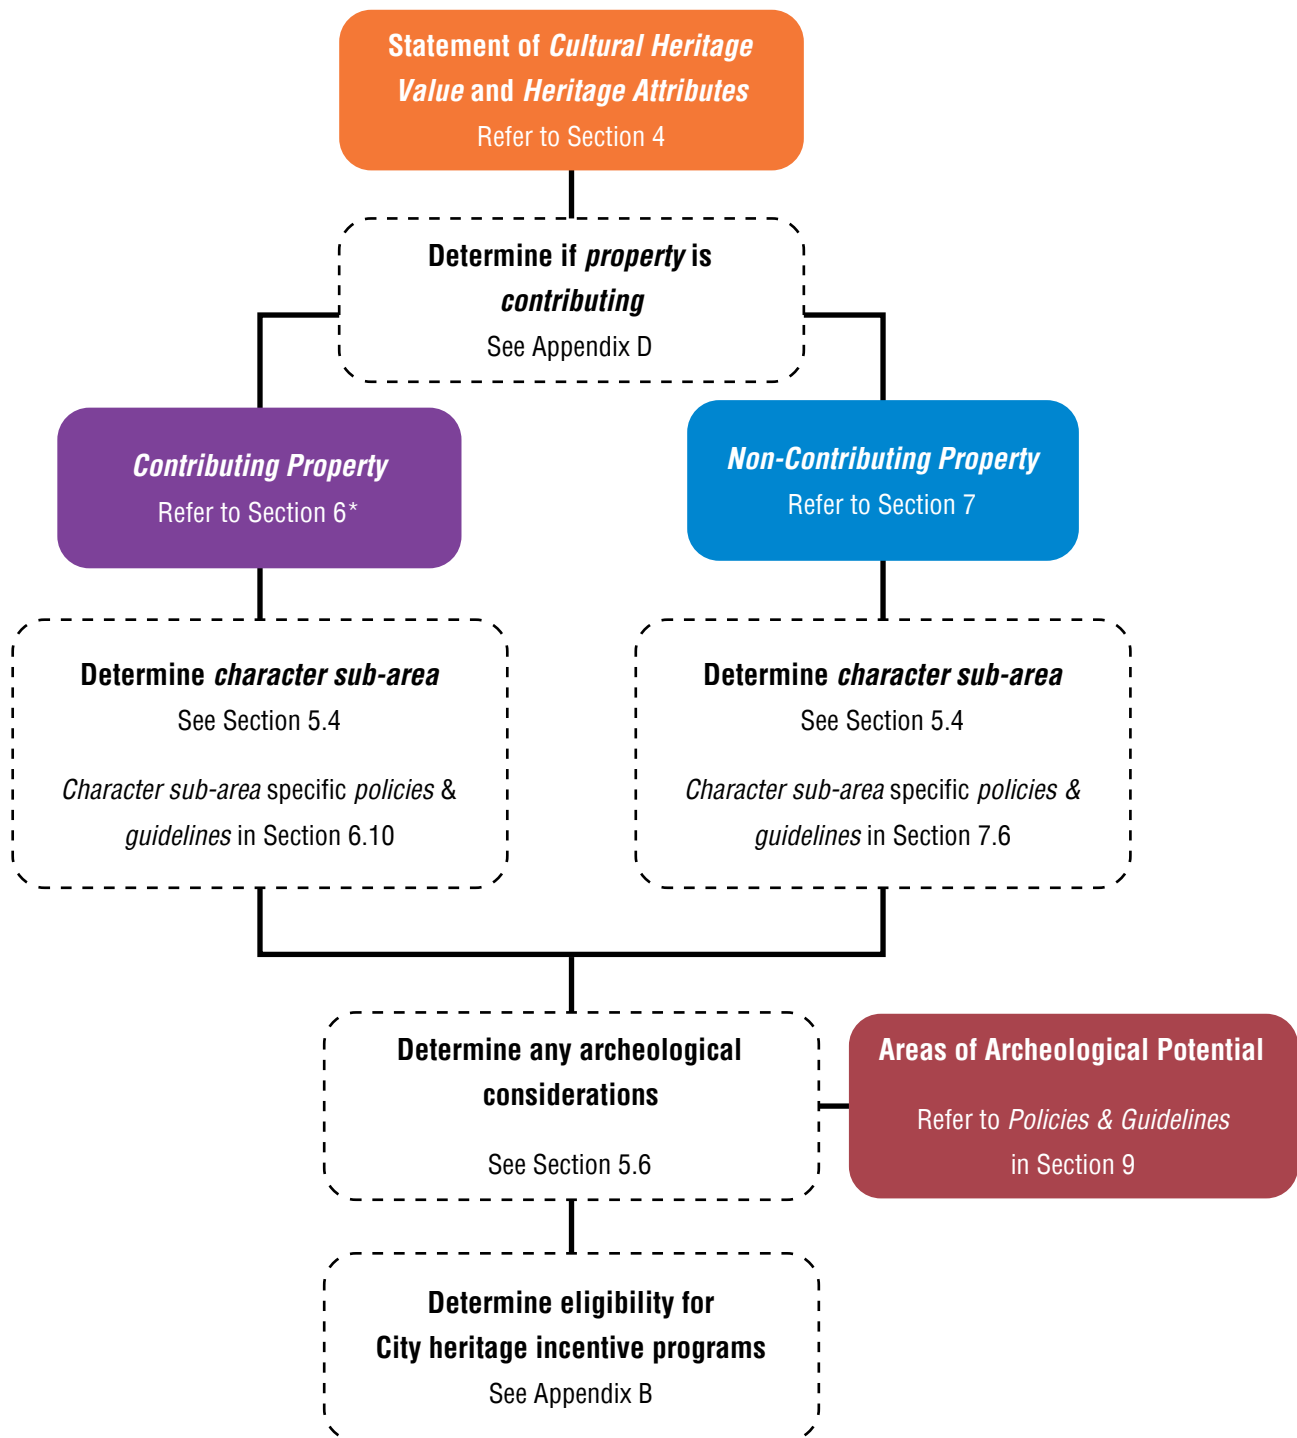 Statement of Cultural Heritage
Value and Heritage Attributes
Refer to Section 4
Determine if property is
contributing
See Appendix D
Contributing Property
Refer to Section 6*
Non-Contributing Property
Refer to Section 7
Determine character sub-area
See Section 5.4
Character sub-area specific policies &
guidelines in Section 6.10
Determine character sub-area
See Section 5.4
Character sub-area specific policies &
guidelines in Section 7.6
Determine any archeological
considerations
See Section 5.6
Areas of Archeological Potential
Refer to Policies & Guidelines
in Section 9
Determine eligibility for
City heritage incentive programs
See Appendix B